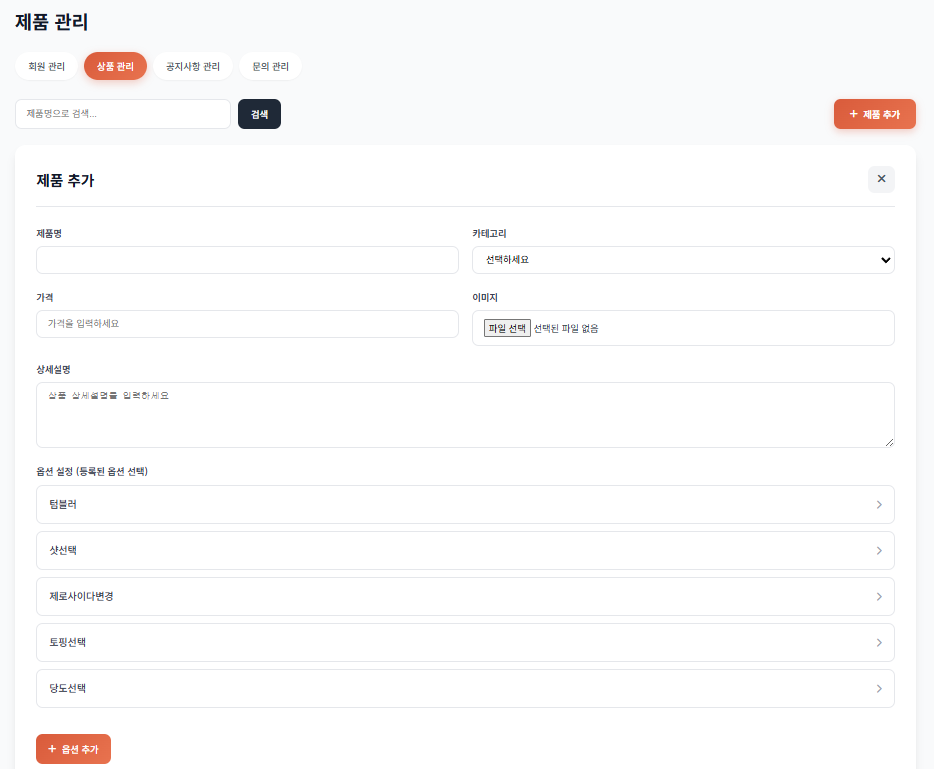 제품 관리
회원 관리 상품 관리 공지사항 관리 문의 관리
제품명으로 검색... 검색 + 제품 추가
제품 추가 ×
제품명 카테고리
선택하세요
가격 이미지
가격을 입력하세요 파일 선택 선택된 파일 없음
상세설명
상품 상세설명를 입력하세요
옵션 설정 (등록된 옵션 선택)
텀블러
샷선택
제로사이다변경
토핑선택
당도선택
+ 옵션 추가